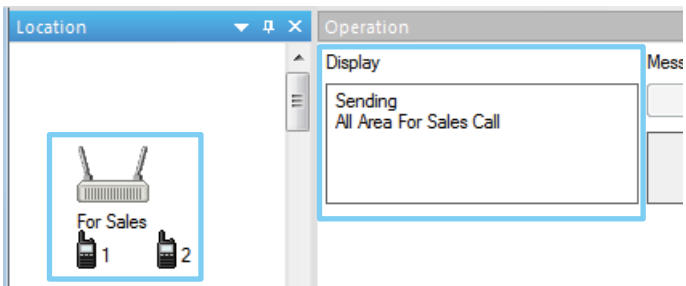 Location
Operation
Display
Sending
All Area For Sales Call
For Sales
1
2